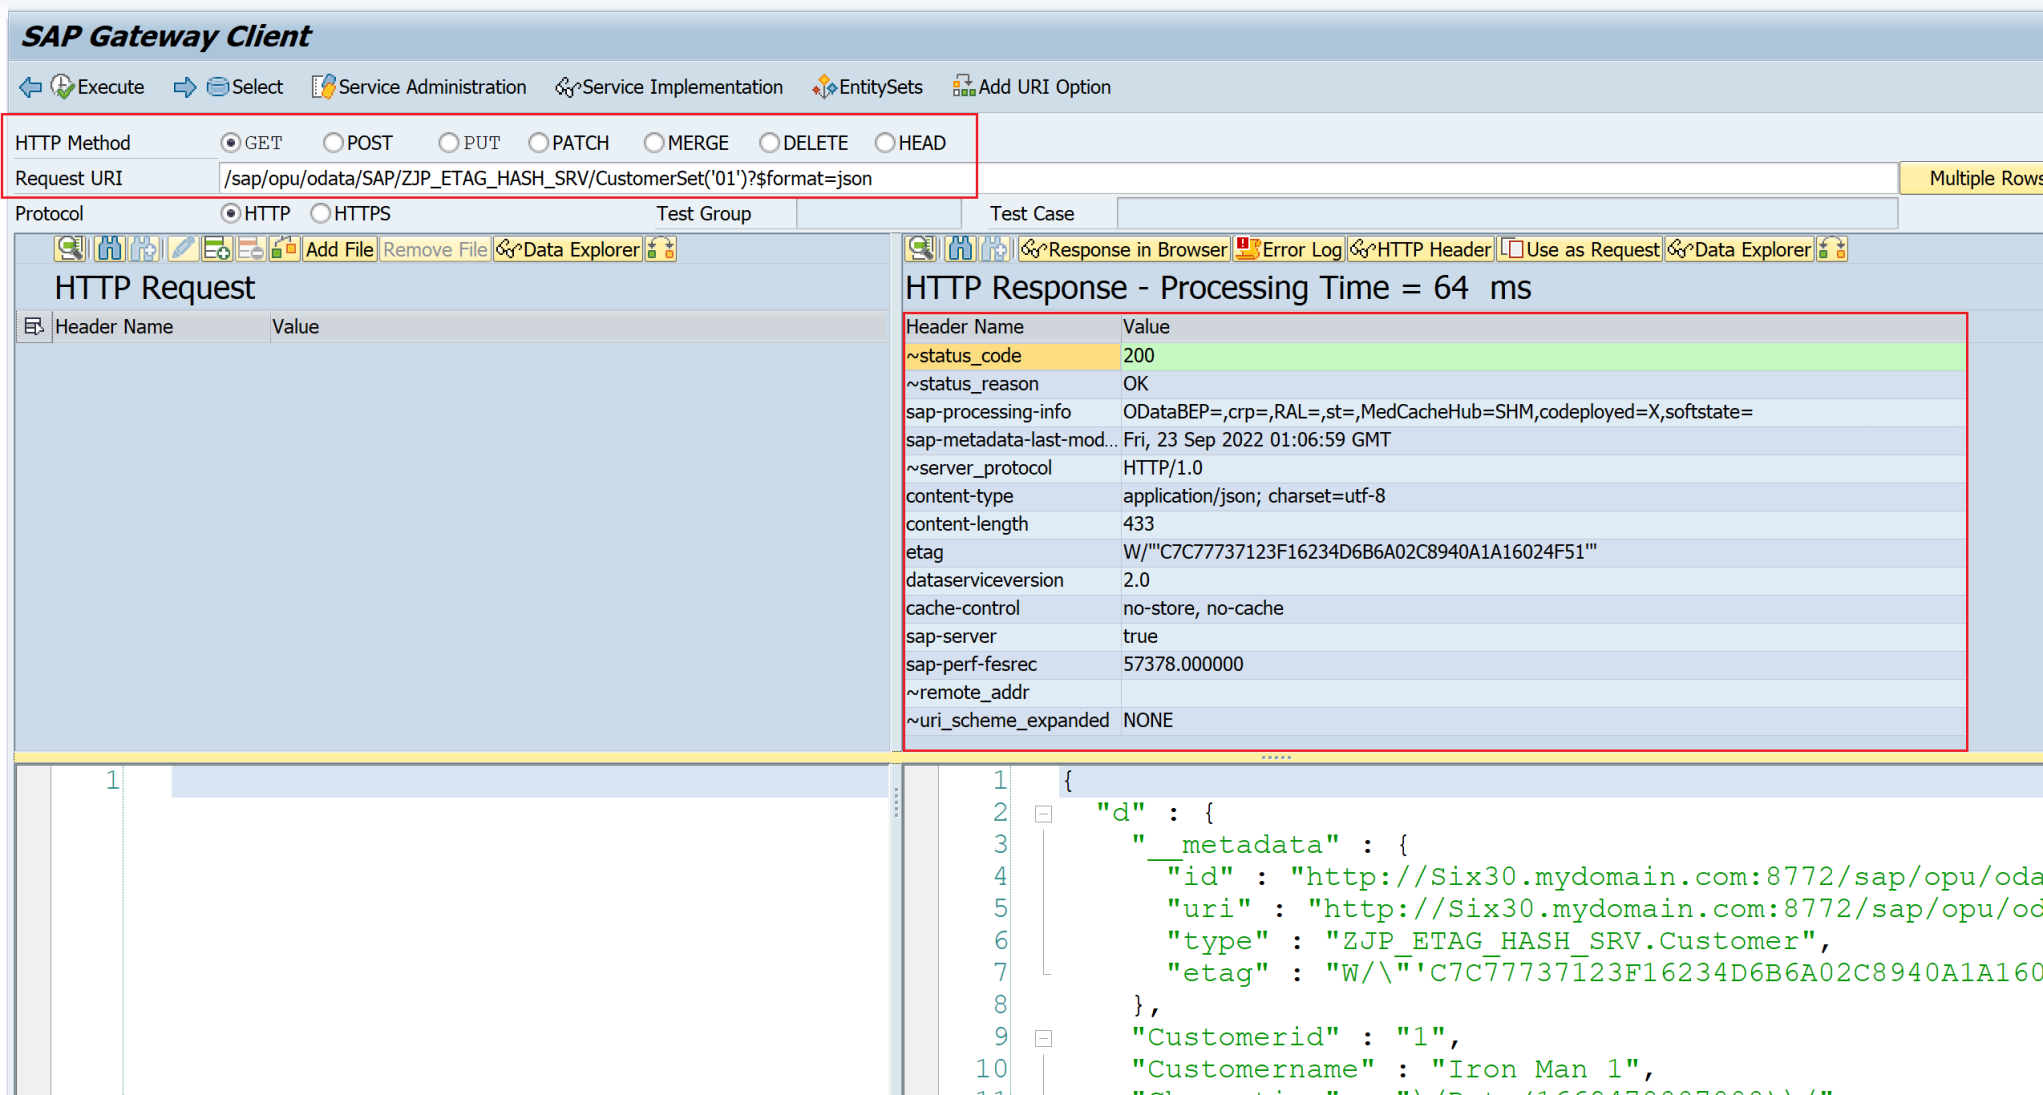 SAP Gateway Client
Execute Select Service Administration Service Implementation EntitySets Add URI Option
HTTP Method GET POST PUT PATCH MERGE DELETE HEAD
Request URI /sap/opu/odata/SAP/ZJP_ETAG_HASH_SRV/CustomerSet('01')?$format=json Multiple Rows
Protocol HTTP HTTPS Test Group Test Case
Add File Remove File Data Explorer
HTTP Request
Header Name Value
1
Response in Browser Error Log HTTP Header Use as Request Data Explorer
HTTP Response - Processing Time = 64 ms
Header Name Value
~status_code 200
~status_reason OK
sap-processing-info ODataBEP=,crp=,RAL=,st=,MedCacheHub=SHM,codeployed=X,softstate=
sap-metadata-last-mod... Fri, 23 Sep 2022 01:06:59 GMT
~server_protocol HTTP/1.0
content-type application/json; charset=utf-8
content-length 433
etag W/"'C7C77737123F16234D6B6A02C8940A1A16024F51'"
dataserviceversion 2.0
cache-control no-store, no-cache
sap-server true
sap-perf-fesrec 57378.000000
~remote_addr
~uri_scheme_expanded NONE
1 {
2 "d" : {
3 "__metadata" : {
4 "id" : "http://Six30.mydomain.com:8772/sap/opu/oda
5 "uri" : "http://Six30.mydomain.com:8772/sap/opu/od
6 "type" : "ZJP_ETAG_HASH_SRV.Customer",
7 "etag" : "W/\"'C7C77737123F16234D6B6A02C8940A1A160
8 },
9 "Customerid" : "1",
10 "Customername" : "Iron Man 1",